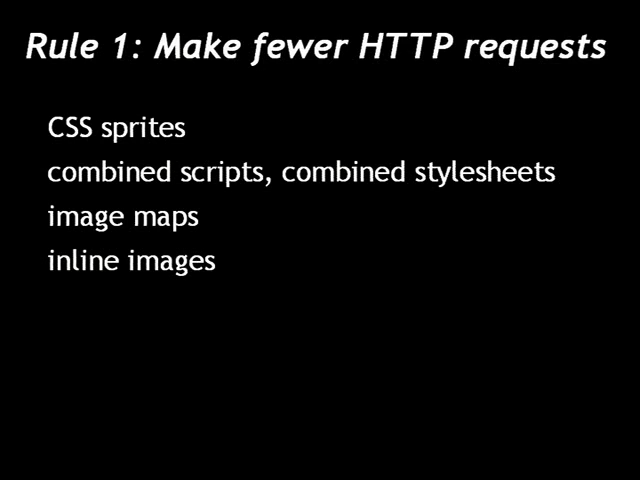 Rule 1: Make fewer HTTP requests
CSS sprites
combined scripts, combined stylesheets
image maps
inline images